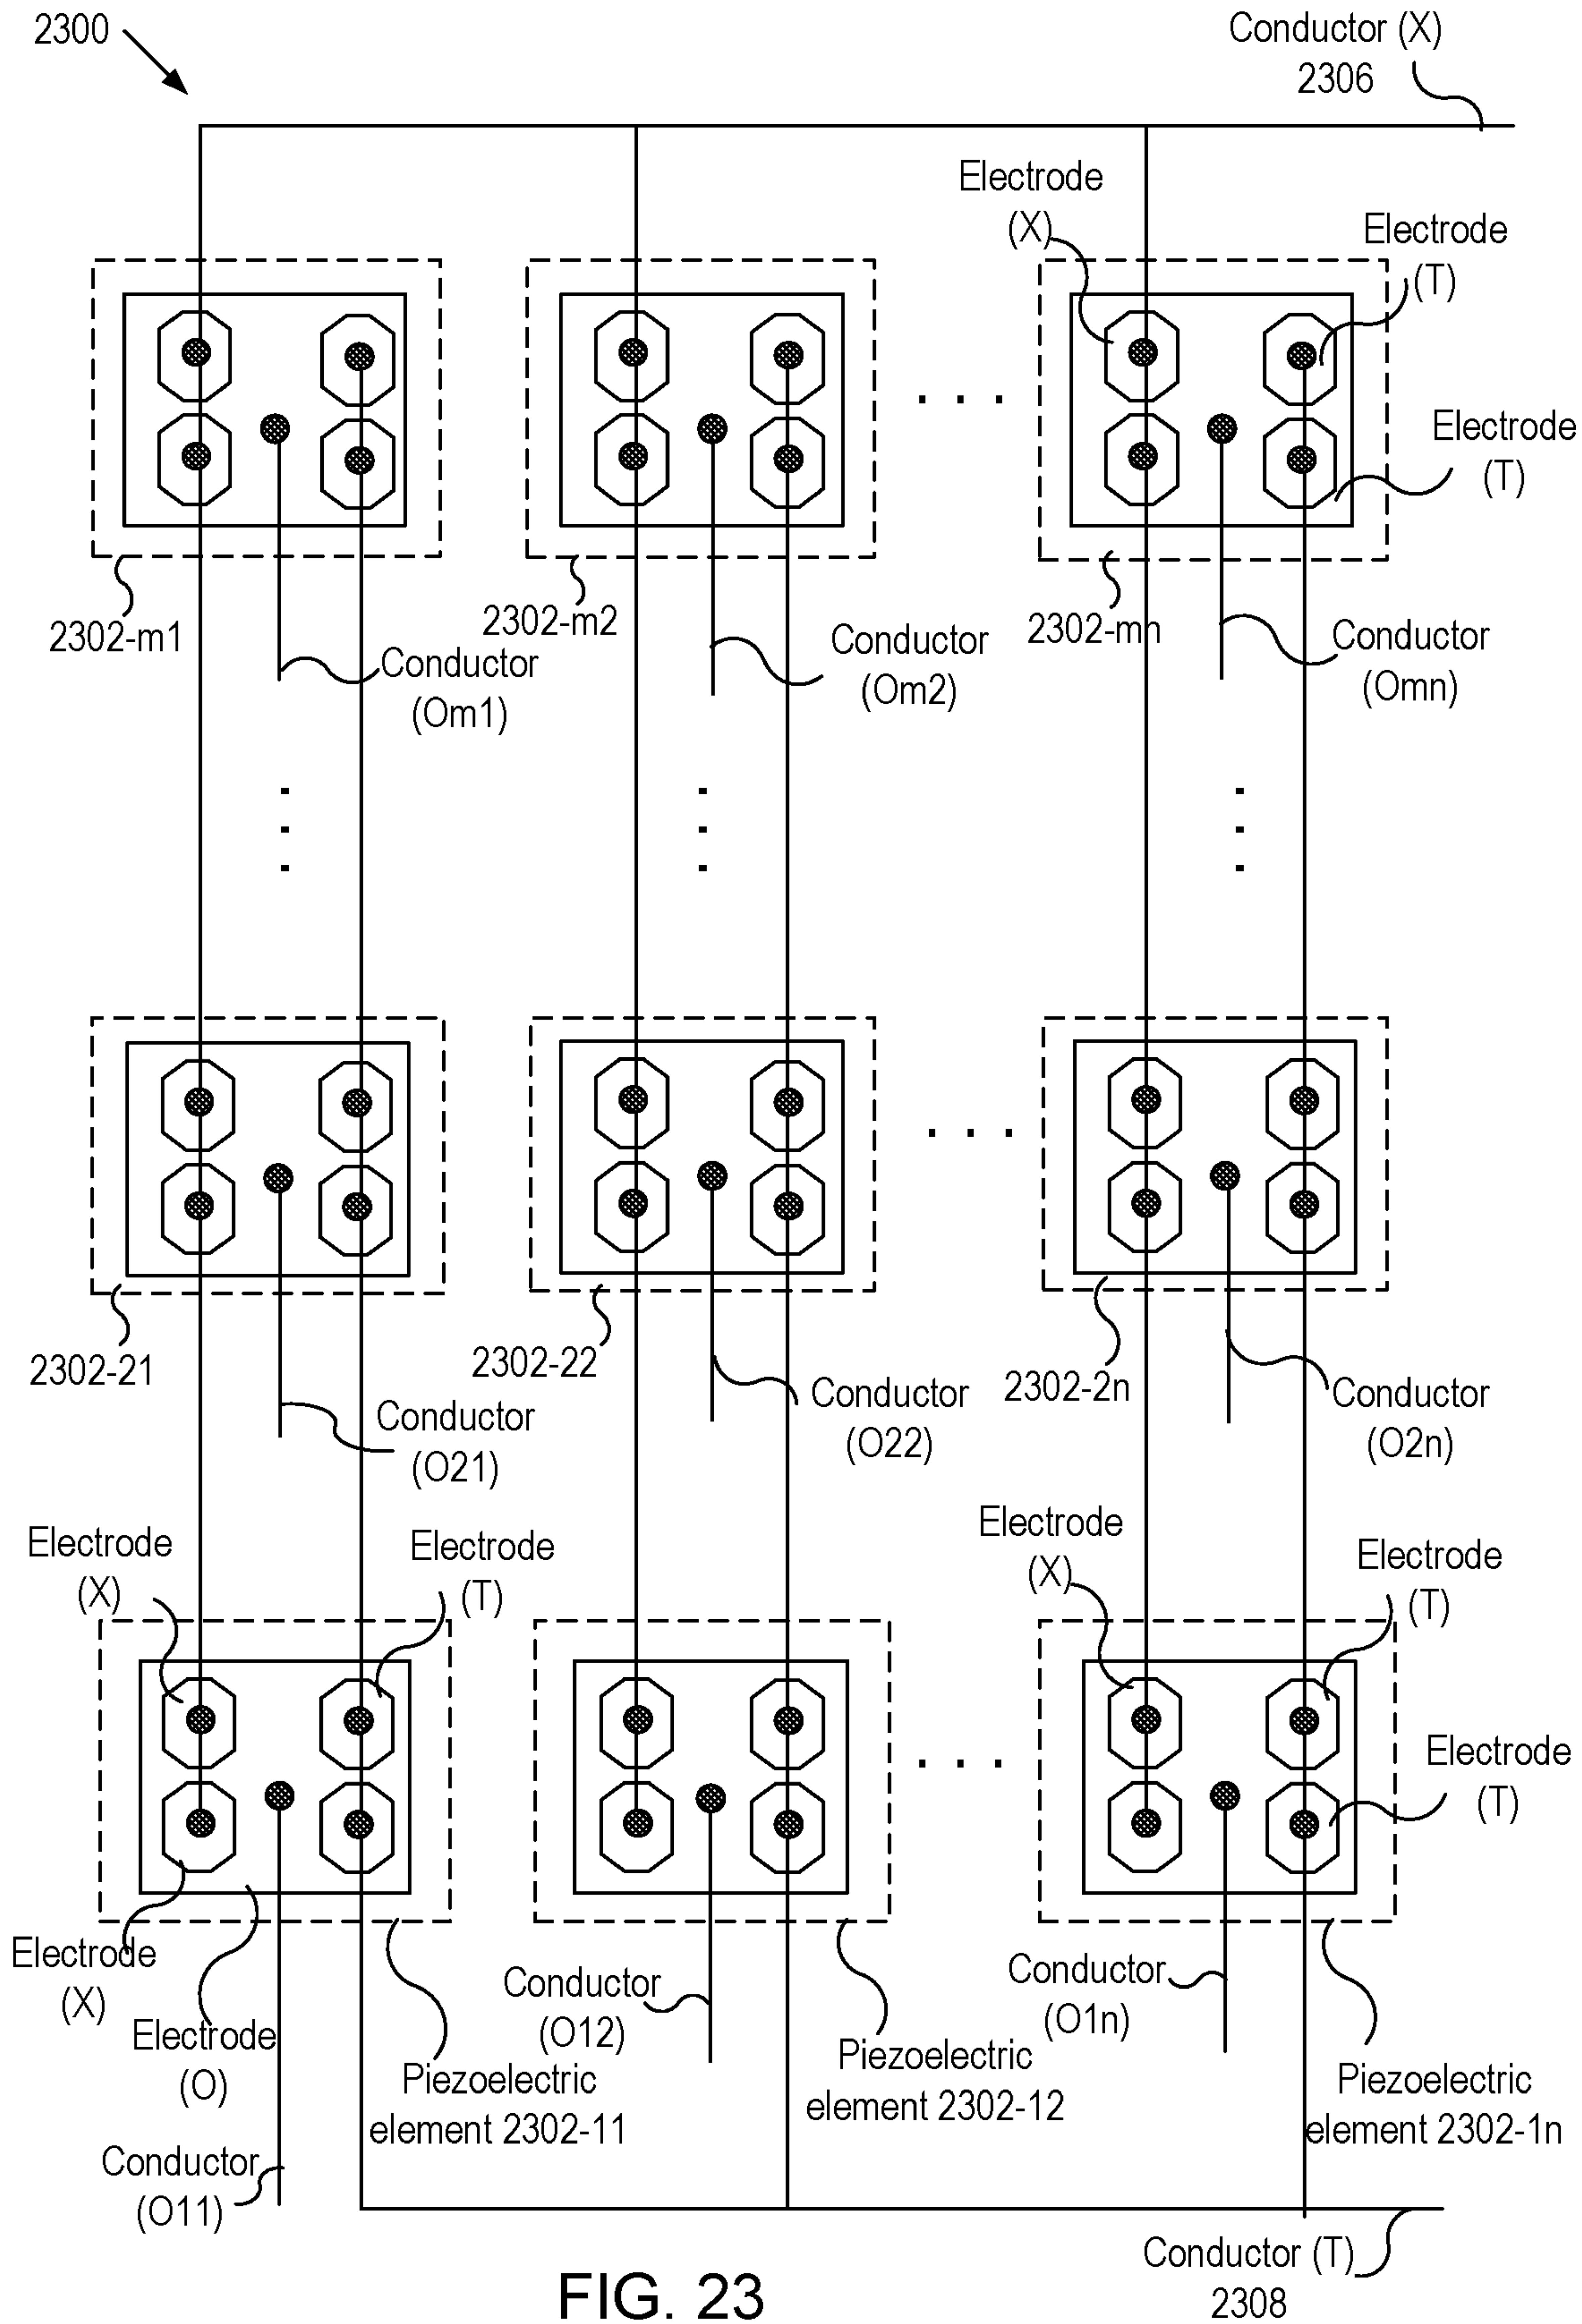 2300
Conductor (X)
2306
Electrode
(X)
Electrode
(T)
Electrode
(T)
2302-m1
2302-m2
2302-mn
Conductor
(Om1)
Conductor
(Om2)
Conductor
(Omn)
2302-21
2302-22
2302-2n
Conductor
(O21)
Conductor
(O22)
Conductor
(O2n)
Electrode
(X)
Electrode
(T)
Electrode
(X)
Electrode
(T)
Electrode
(T)
Electrode
(X)
Electrode
(O)
Conductor
(O11)
Piezoelectric
element 2302-11
Conductor
(O12)
Piezoelectric
element 2302-12
Conductor
(O1n)
Piezoelectric
element 2302-1n
Conductor (T)
2308
FIG. 23